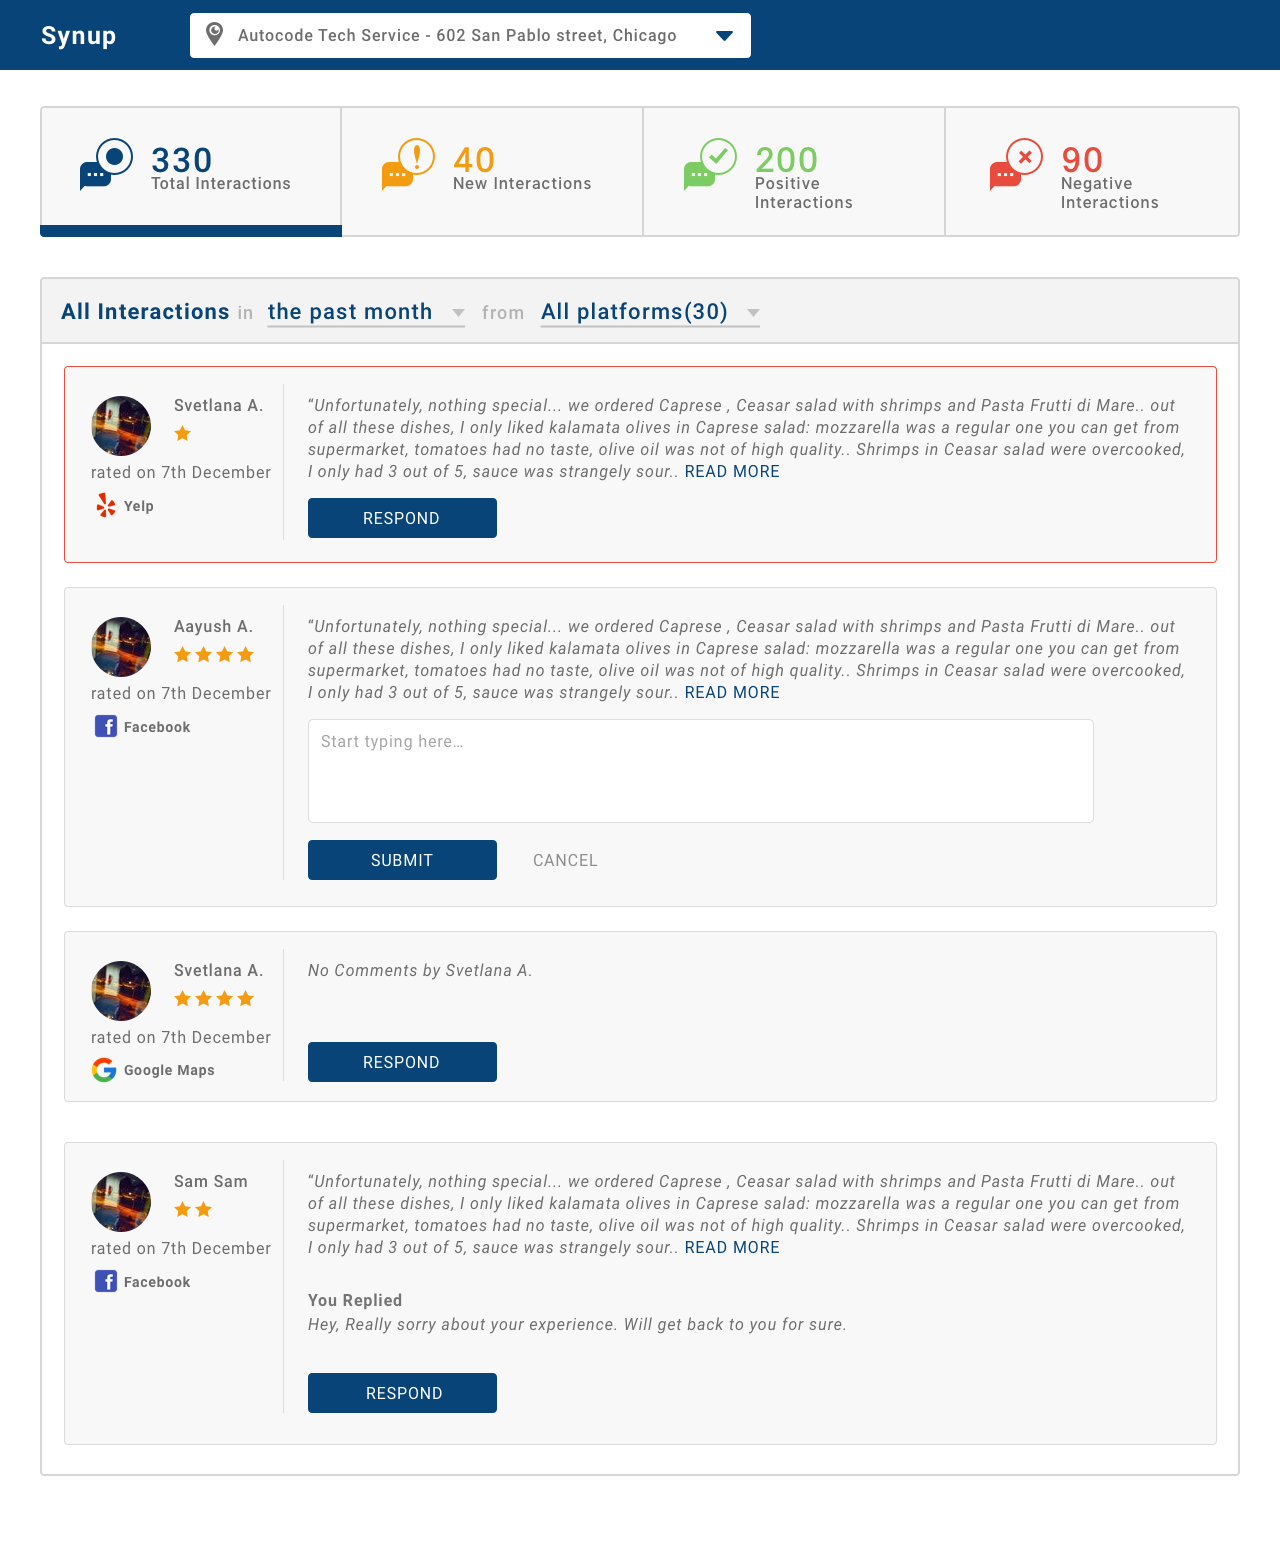 Synup
Autocode Tech Service - 602 San Pablo street, Chicago
330
Total Interactions
40
New Interactions
200
Positive
Interactions
90
Negative
Interactions
All Interactions in the past month from All platforms(30)
Svetlana A.
rated on 7th December
Yelp
“Unfortunately, nothing special... we ordered Caprese , Ceasar salad with shrimps and Pasta Frutti di Mare.. out
of all these dishes, I only liked kalamata olives in Caprese salad: mozzarella was a regular one you can get from
supermarket, tomatoes had no taste, olive oil was not of high quality.. Shrimps in Ceasar salad were overcooked,
I only had 3 out of 5, sauce was strangely sour.. READ MORE
RESPOND
Aayush A.
rated on 7th December
Facebook
“Unfortunately, nothing special... we ordered Caprese , Ceasar salad with shrimps and Pasta Frutti di Mare.. out
of all these dishes, I only liked kalamata olives in Caprese salad: mozzarella was a regular one you can get from
supermarket, tomatoes had no taste, olive oil was not of high quality.. Shrimps in Ceasar salad were overcooked,
I only had 3 out of 5, sauce was strangely sour.. READ MORE
Start typing here…
SUBMIT CANCEL
Svetlana A.
rated on 7th December
Google Maps
No Comments by Svetlana A.
RESPOND
Sam Sam
rated on 7th December
Facebook
“Unfortunately, nothing special... we ordered Caprese , Ceasar salad with shrimps and Pasta Frutti di Mare.. out
of all these dishes, I only liked kalamata olives in Caprese salad: mozzarella was a regular one you can get from
supermarket, tomatoes had no taste, olive oil was not of high quality.. Shrimps in Ceasar salad were overcooked,
I only had 3 out of 5, sauce was strangely sour.. READ MORE
You Replied
Hey, Really sorry about your experience. Will get back to you for sure.
RESPOND